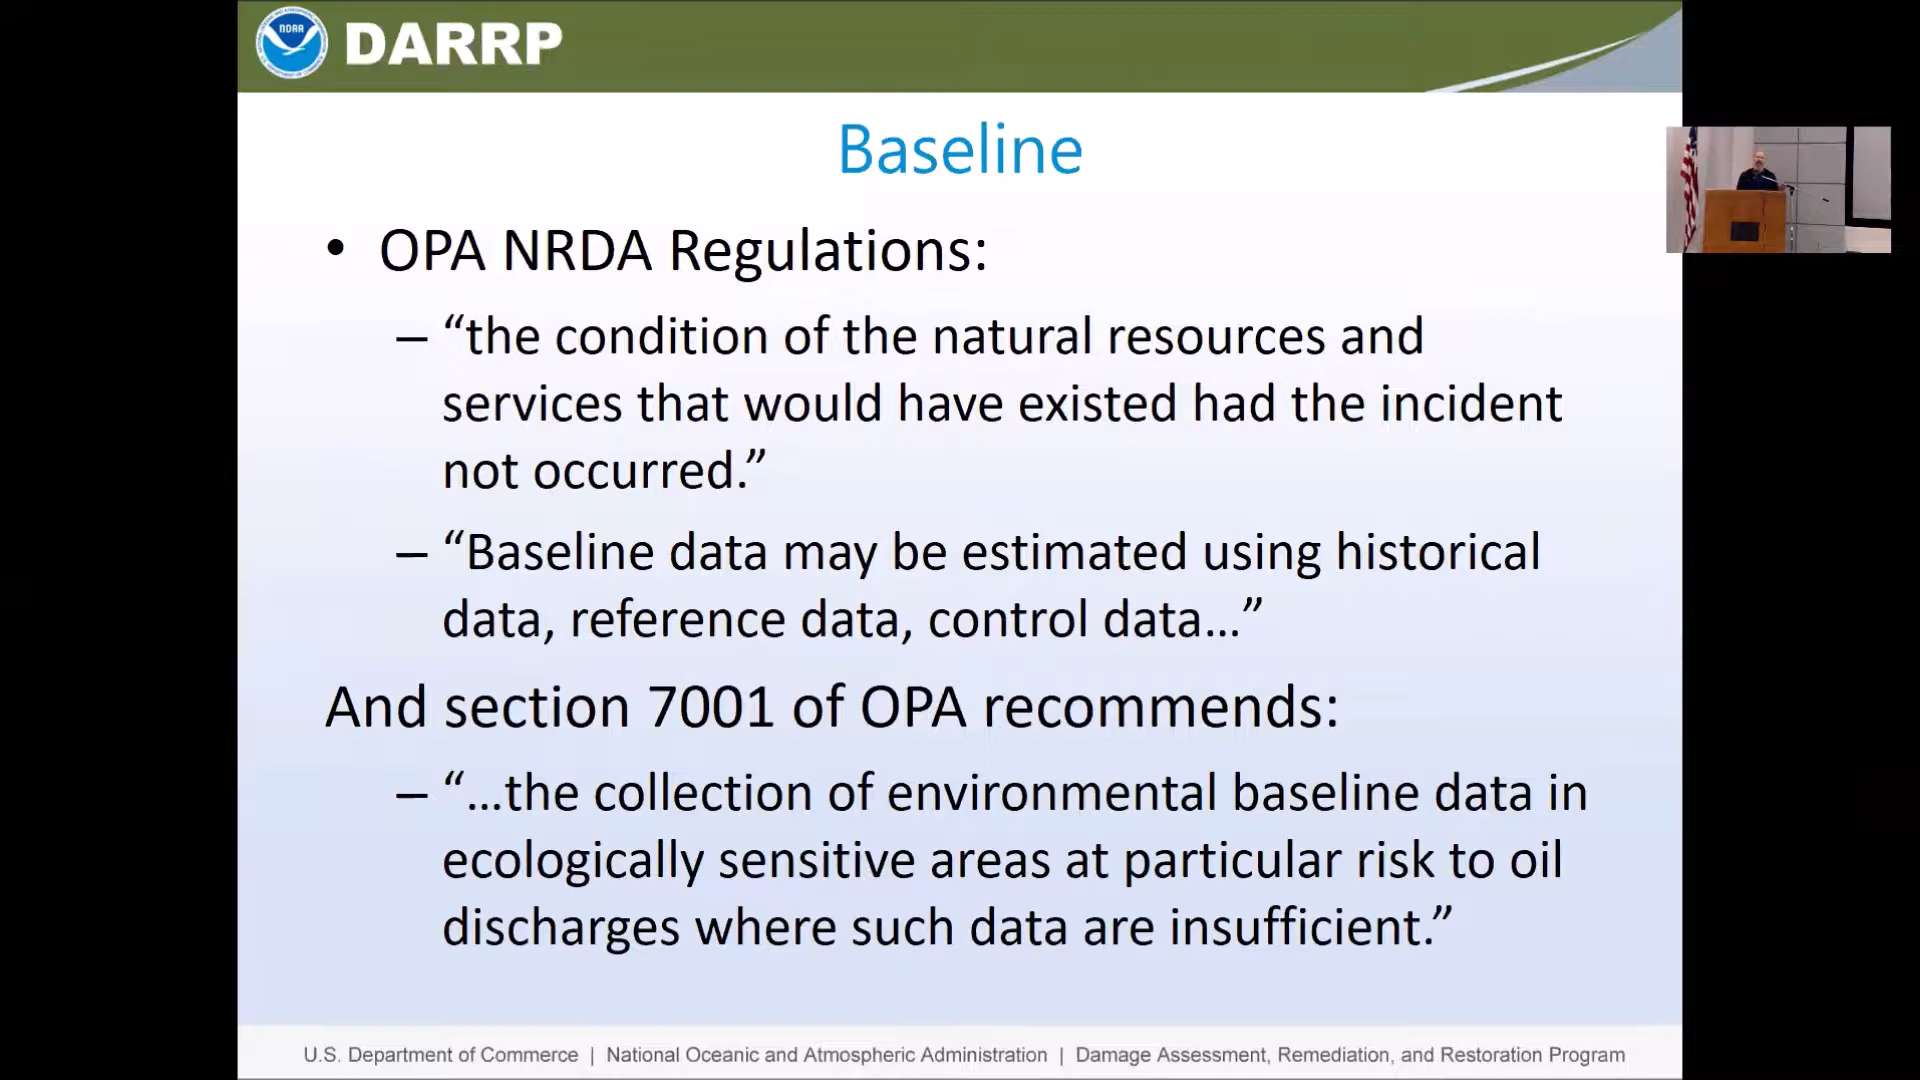 NOAA
DARRP
Baseline
• OPA NRDA Regulations:
– “the condition of the natural resources and
services that would have existed had the incident
not occurred.”
– “Baseline data may be estimated using historical
data, reference data, control data…”
And section 7001 of OPA recommends:
– “…the collection of environmental baseline data in
ecologically sensitive areas at particular risk to oil
discharges where such data are insufficient.”
U.S. Department of Commerce | National Oceanic and Atmospheric Administration | Damage Assessment, Remediation, and Restoration Program